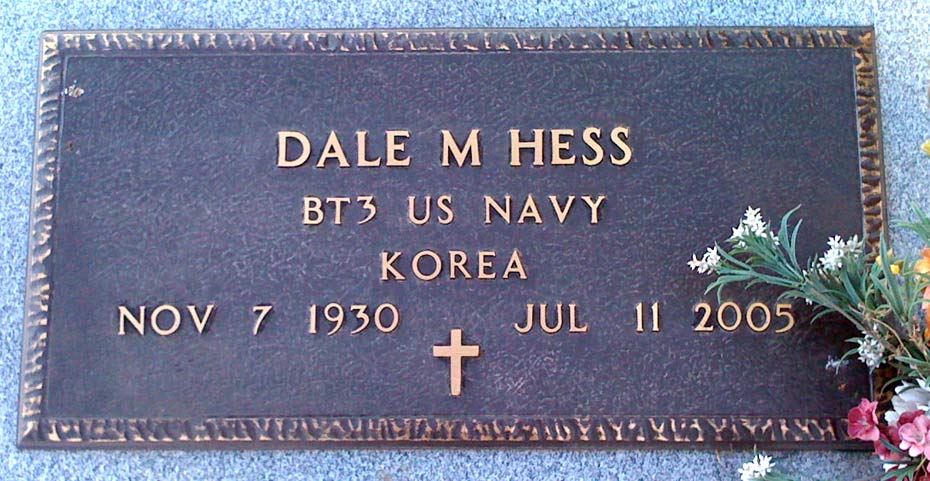 DALE M HESS
BT3 US NAVY
KOREA
NOV 7 1930 JUL 11 2005